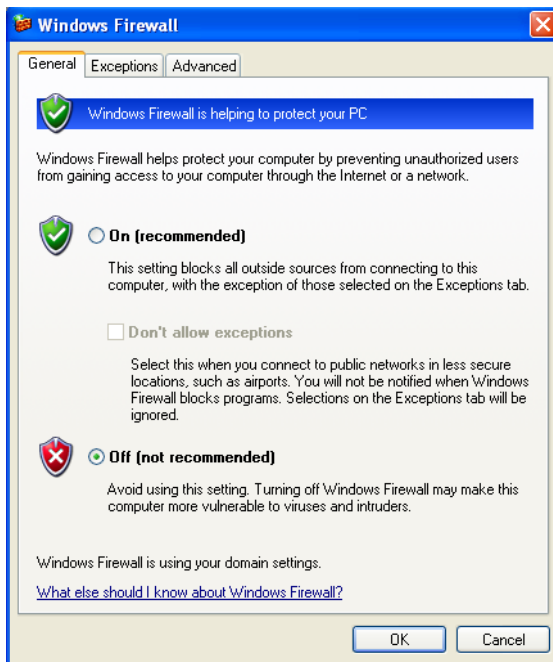 Windows Firewall
General
Exceptions
Advanced
Windows Firewall is helping to protect your PC
Windows Firewall helps protect your computer by preventing unauthorized users
from gaining access to your computer through the Internet or a network.
On (recommended)
This setting blocks all outside sources from connecting to this
computer, with the exception of those selected on the Exceptions tab.
Don't allow exceptions
Select this when you connect to public networks in less secure
locations, such as airports. You will not be notified when Windows
Firewall blocks programs. Selections on the Exceptions tab will be
ignored.
Off (not recommended)
Avoid using this setting. Turning off Windows Firewall may make this
computer more vulnerable to viruses and intruders.
Windows Firewall is using your domain settings.
What else should I know about Windows Firewall?
OK
Cancel